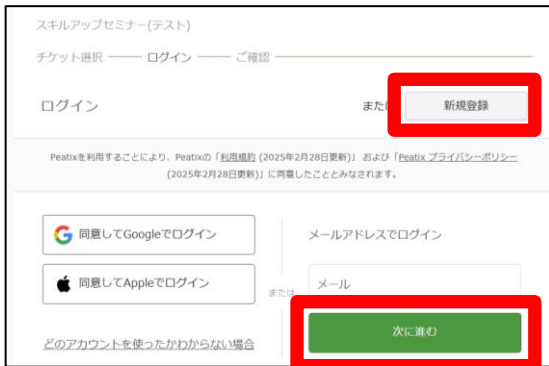 スキルアップセミナー(テスト)
チケット選択 ログイン ご確認
ログイン または 新規登録
Peatixを利用することにより、Peatixの「利用規約 (2025年2月28日更新)」 および「Peatix プライバシーポリシー
(2025年2月28日更新)」に同意したこととみなされます。
同意してGoogleでログイン
同意してAppleでログイン
どのアカウントを使ったかわからない場合
または
メールアドレスでログイン
メール
次に進む